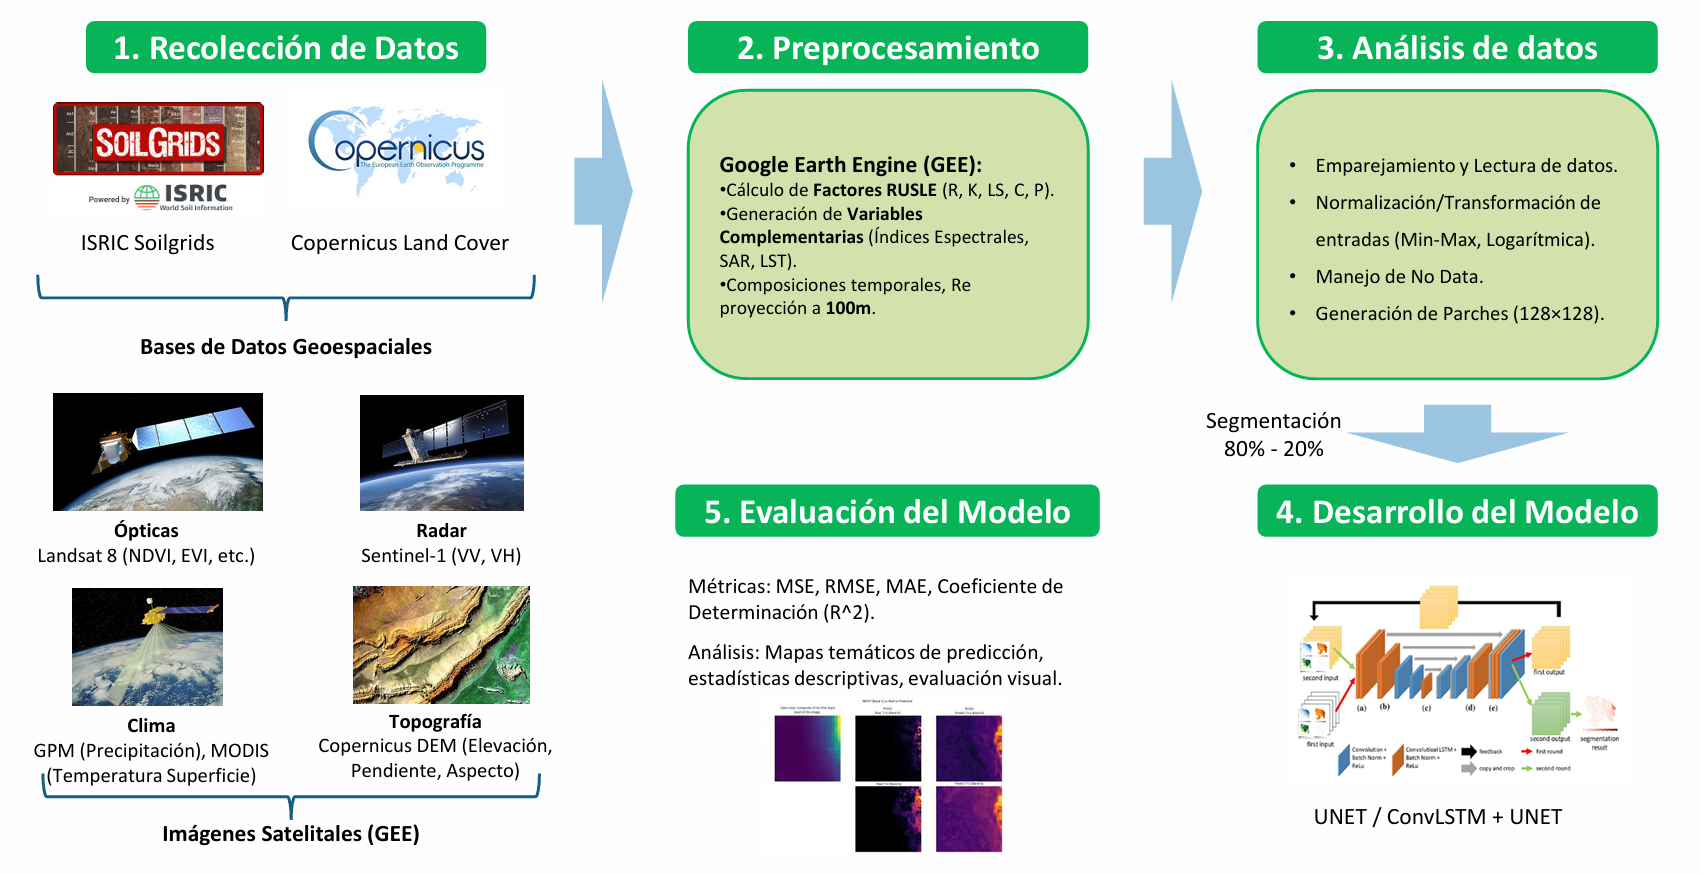 1. Recolección de Datos
SOILGRIDS
Powered by ISRIC
World Soil Information
Copernicus
The European Earth Observation Programme
ISRIC Soilgrids
Copernicus Land Cover
Bases de Datos Geoespaciales
Ópticas
Landsat 8 (NDVI, EVI, etc.)
Radar
Sentinel-1 (VV, VH)
Clima
GPM (Precipitación), MODIS
(Temperatura Superficie)
Topografía
Copernicus DEM (Elevación,
Pendiente, Aspecto)
Imágenes Satelitales (GEE)
2. Preprocesamiento
Google Earth Engine (GEE):
•Cálculo de Factores RUSLE (R, K, LS, C, P).
•Generación de Variables
Complementarias (Índices Espectrales,
SAR, LST).
•Composiciones temporales, Re
proyección a 100m.
3. Análisis de datos
• Emparejamiento y Lectura de datos.
• Normalización/Transformación de
entradas (Min-Max, Logarítmica).
• Manejo de No Data.
• Generación de Parches (128×128).
Segmentación
80% - 20%
4. Desarrollo del Modelo
second input
first input
(a)
(b)
(c)
(d)
(e)
first output
second output
segmentation
result
Convolution +
Batch Norm +
ReLu
Convolutioal LSTM +
Batch Norm +
ReLu
feedback
copy and crop
first round
second round
UNET / ConvLSTM + UNET
5. Evaluación del Modelo
Métricas: MSE, RMSE, MAE, Coeficiente de
Determinación (R^2).
Análisis: Mapas temáticos de predicción,
estadísticas descriptivas, evaluación visual.